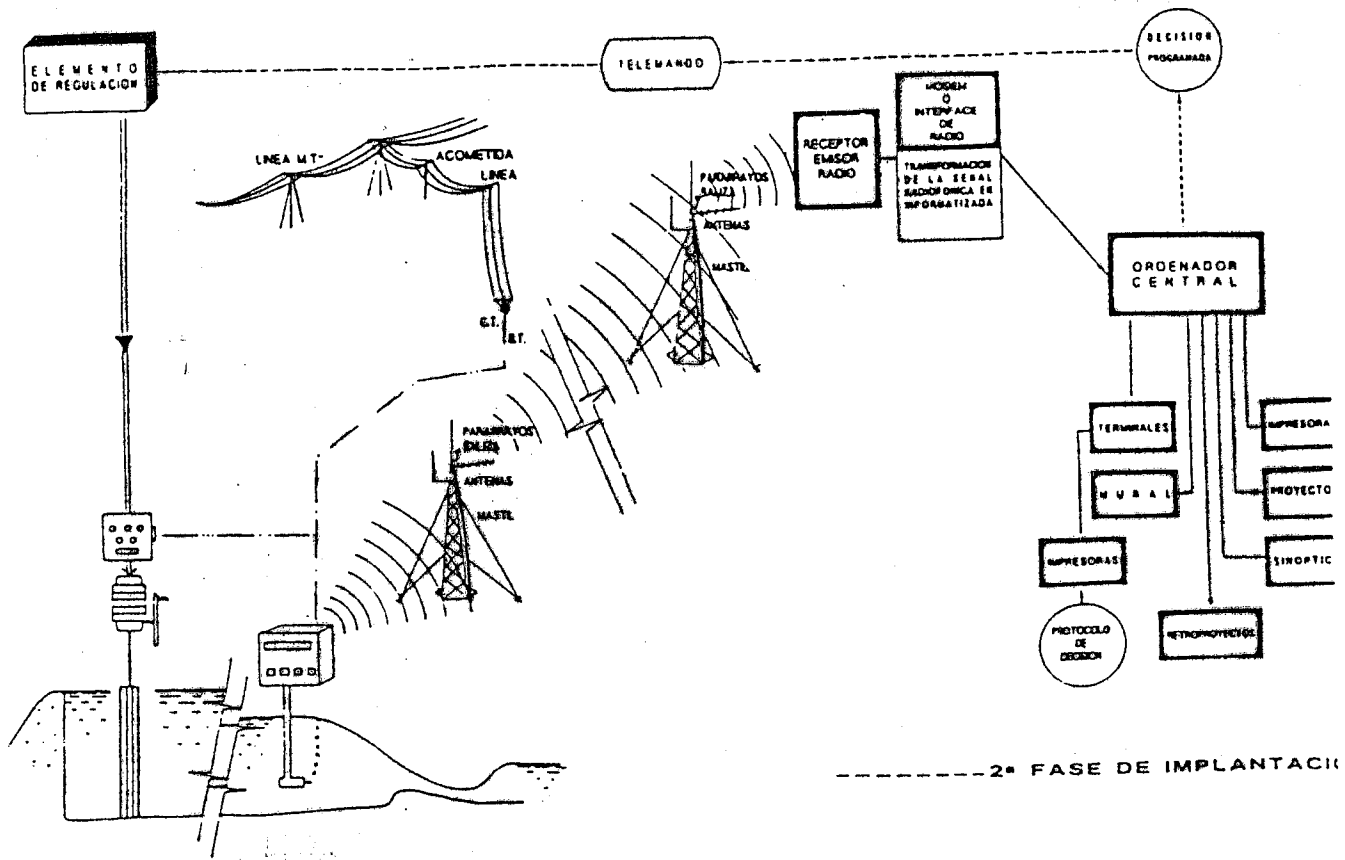 ELEMENTO
DE REGULACION
TELEMANDO
DECISION
PROGRAMADA
LINEA M.T.
ACOMETIDA
LINEA
C.T.
B.T.
PARARRAYOS
BALIZA
ANTENAS
MASTIL
RECEPTOR
EMISOR
RADIO
MODEM
O
INTERFACE
DE
RADIO
TRANSFORMACION
DE LA SEÑAL
RADIOFONICA EN
INFORMATIZADA
ORDENADOR
CENTRAL
PARARRAYOS
BALIZA
ANTENAS
MASTIL
TERMINALES
MURAL
IMPRESORAS
PROTOCOLO
DE
DECISION
RETROPROYECTOS
IMPRESORA
PROYECTO
SINOPTIC
2ª FASE DE IMPLANTACI